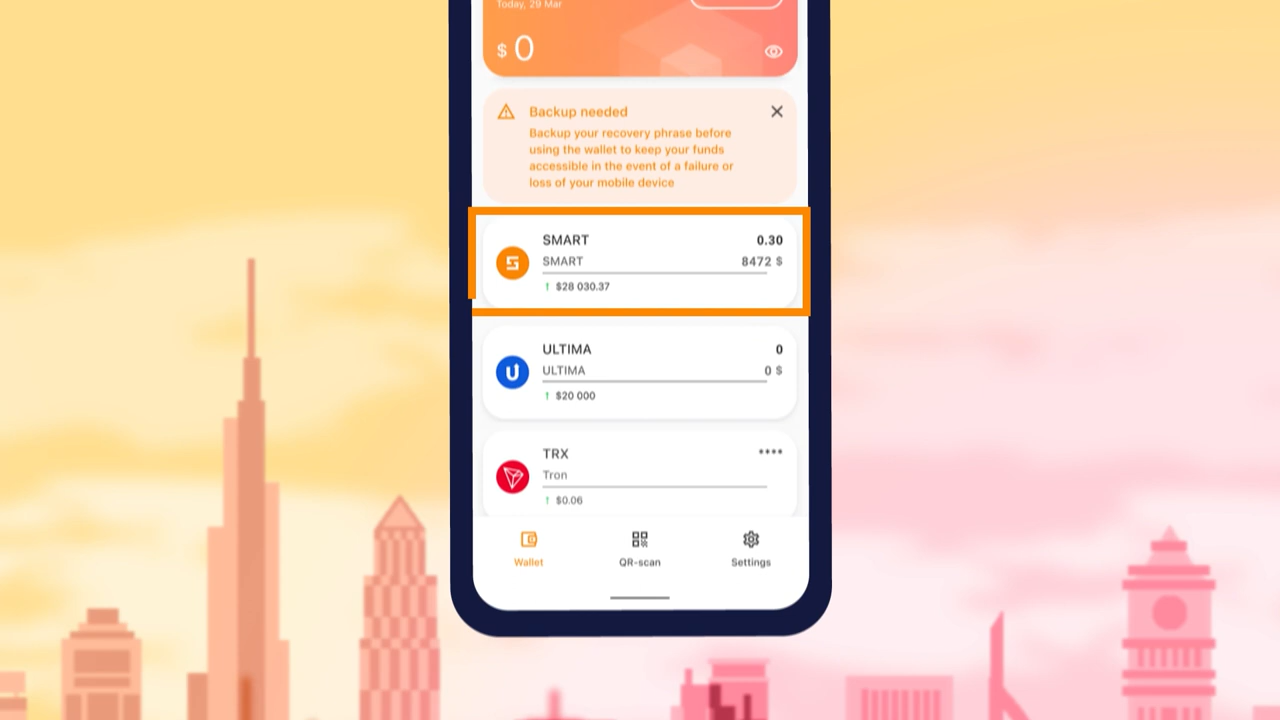 Today, 29 Mar
$ 0
Backup needed
Backup your recovery phrase before
using the wallet to keep your funds
accessible in the event of a failure or
loss of your mobile device
SMART 0.30
SMART 8472 $
↑ $28 030.37
ULTIMA 0
ULTIMA 0 $
↑ $20 000
TRX ****
Tron
↑ $0.06
Wallet QR-scan Settings